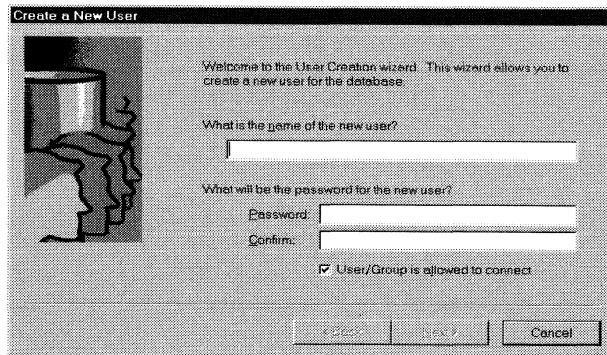 Create a New User
Welcome to the User Creation wizard. This wizard allows you to
create a new user for the database.
What is the name of the new user?
What will be the password for the new user?
Password:
Confirm:
User/Group is allowed to connect
< Back
Next >
Cancel